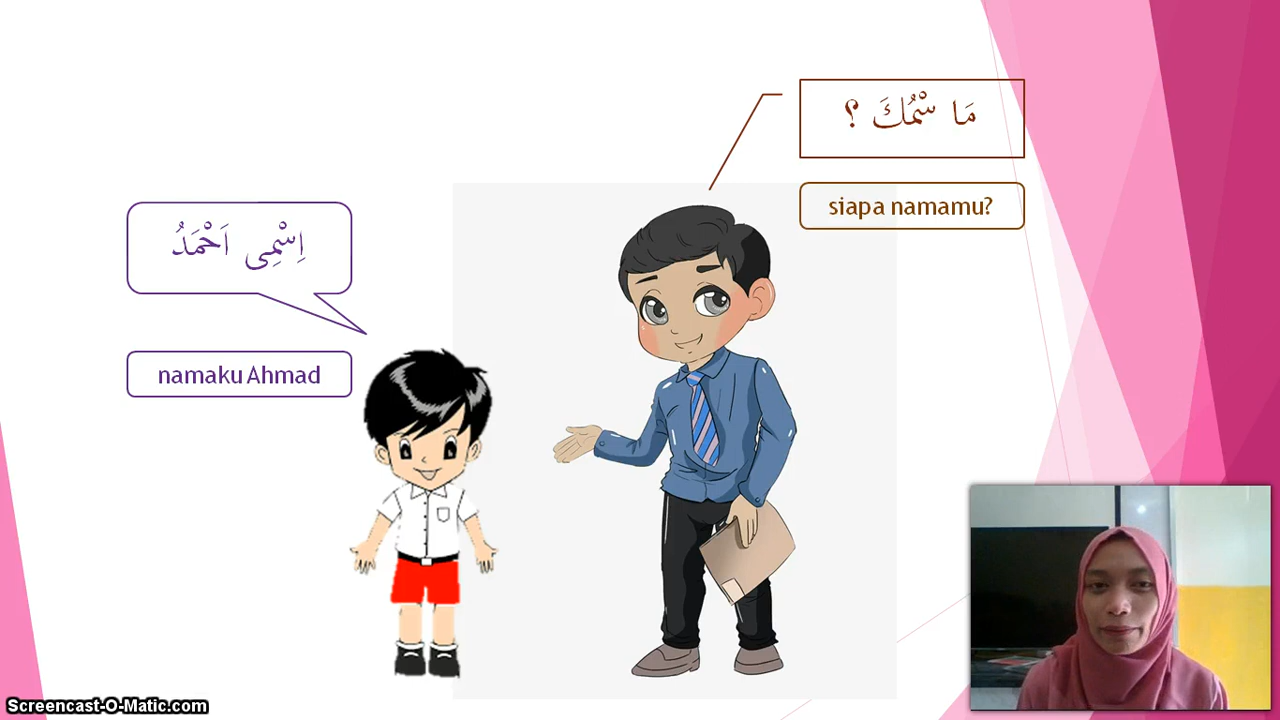 مَا سْمُكَ ؟
siapa namamu?
اِسْمِى اَحْمَدُ
namaku Ahmad
Screencast-O-Matic.com